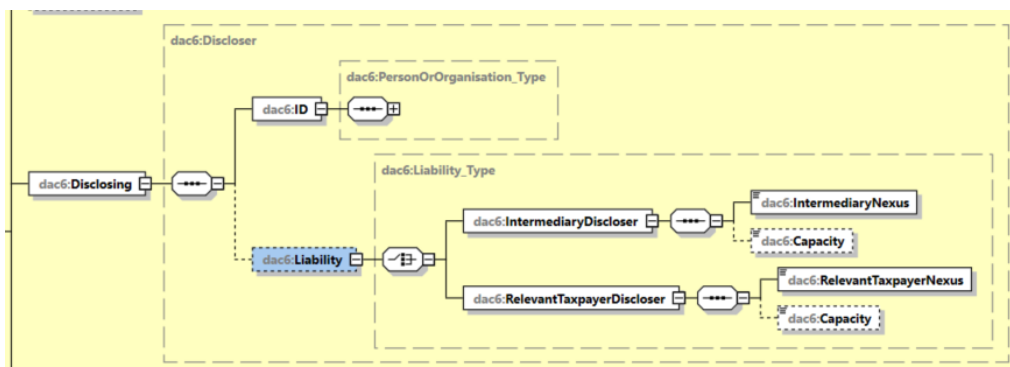 dac6:Discloser
dac6:PersonOrOrganisation_Type
dac6:ID
dac6:Liability_Type
dac6:Disclosing
dac6:IntermediaryNexus
dac6:IntermediaryDiscloser
dac6:Capacity
dac6:Liability
dac6:RelevantTaxpayerNexus
dac6:RelevantTaxpayerDiscloser
dac6:Capacity